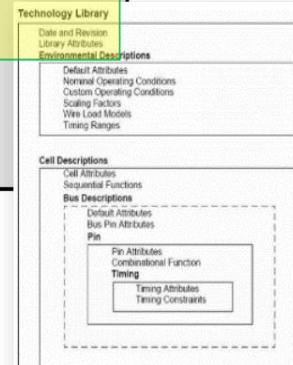 Technology Library
Date and Revision
Library Attributes
Environmental Descriptions
Default Attributes
Nominal Operating Conditions
Custom Operating Conditions
Scaling Factors
Wire Load Models
Timing Ranges
Cell Descriptions
Cell Attributes
Sequential Functions
Bus Descriptions
Default Attributes
Bus Pin Attributes
Pin
Pin Attributes
Combinational Function
Timing
Timing Attributes
Timing Constraints